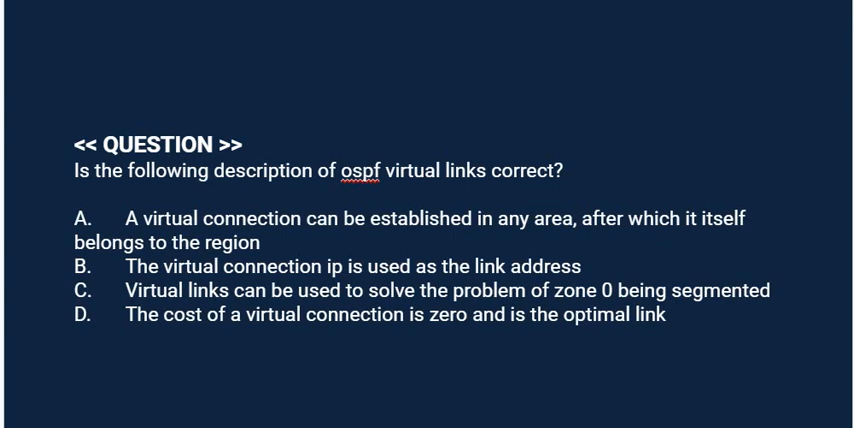 << QUESTION >>
Is the following description of ospf virtual links correct?
A. A virtual connection can be established in any area, after which it itself
belongs to the region
B. The virtual connection ip is used as the link address
C. Virtual links can be used to solve the problem of zone 0 being segmented
D. The cost of a virtual connection is zero and is the optimal link